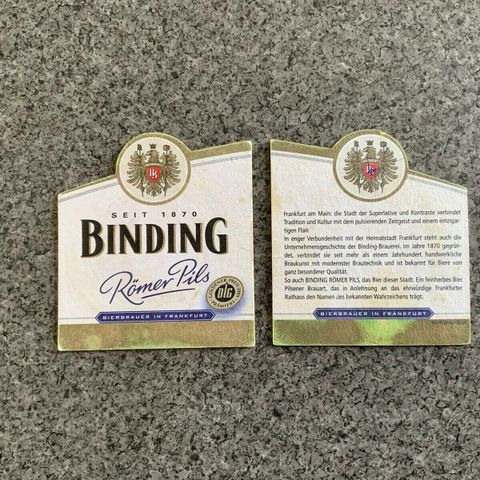 SEIT 1870
BINDING
Römer Pils
DLG
BIERBRAUER IN FRANKFURT
Frankfurt am Main: die Stadt der Superlative und Kontraste verbindet
Tradition und Kultur mit dem pulsierenden Zeitgeist und einem einzigar-
tigen Flair.
In enger Verbundenheit mit der Heimatstadt Frankfurt steht auch die
Unternehmensgeschichte der Binding-Brauerei. Im Jahre 1870 gegrün-
det, verbindet sie seit mehr als einem Jahrhundert, handwerkliche
Braukunst mit modernster Brautechnik und ist bekannt für Biere von
ganz besonderer Qualität.
So auch BINDING RÖMER PILS, das Bier dieser Stadt. Ein feinherbes Bier
Pilsener Brauart, das in Anlehnung an das ehrwürdige Frankfurter
Rathaus den Namen des bekannten Wahrzeichens trägt.
BIERBRAUER IN FRANKFURT